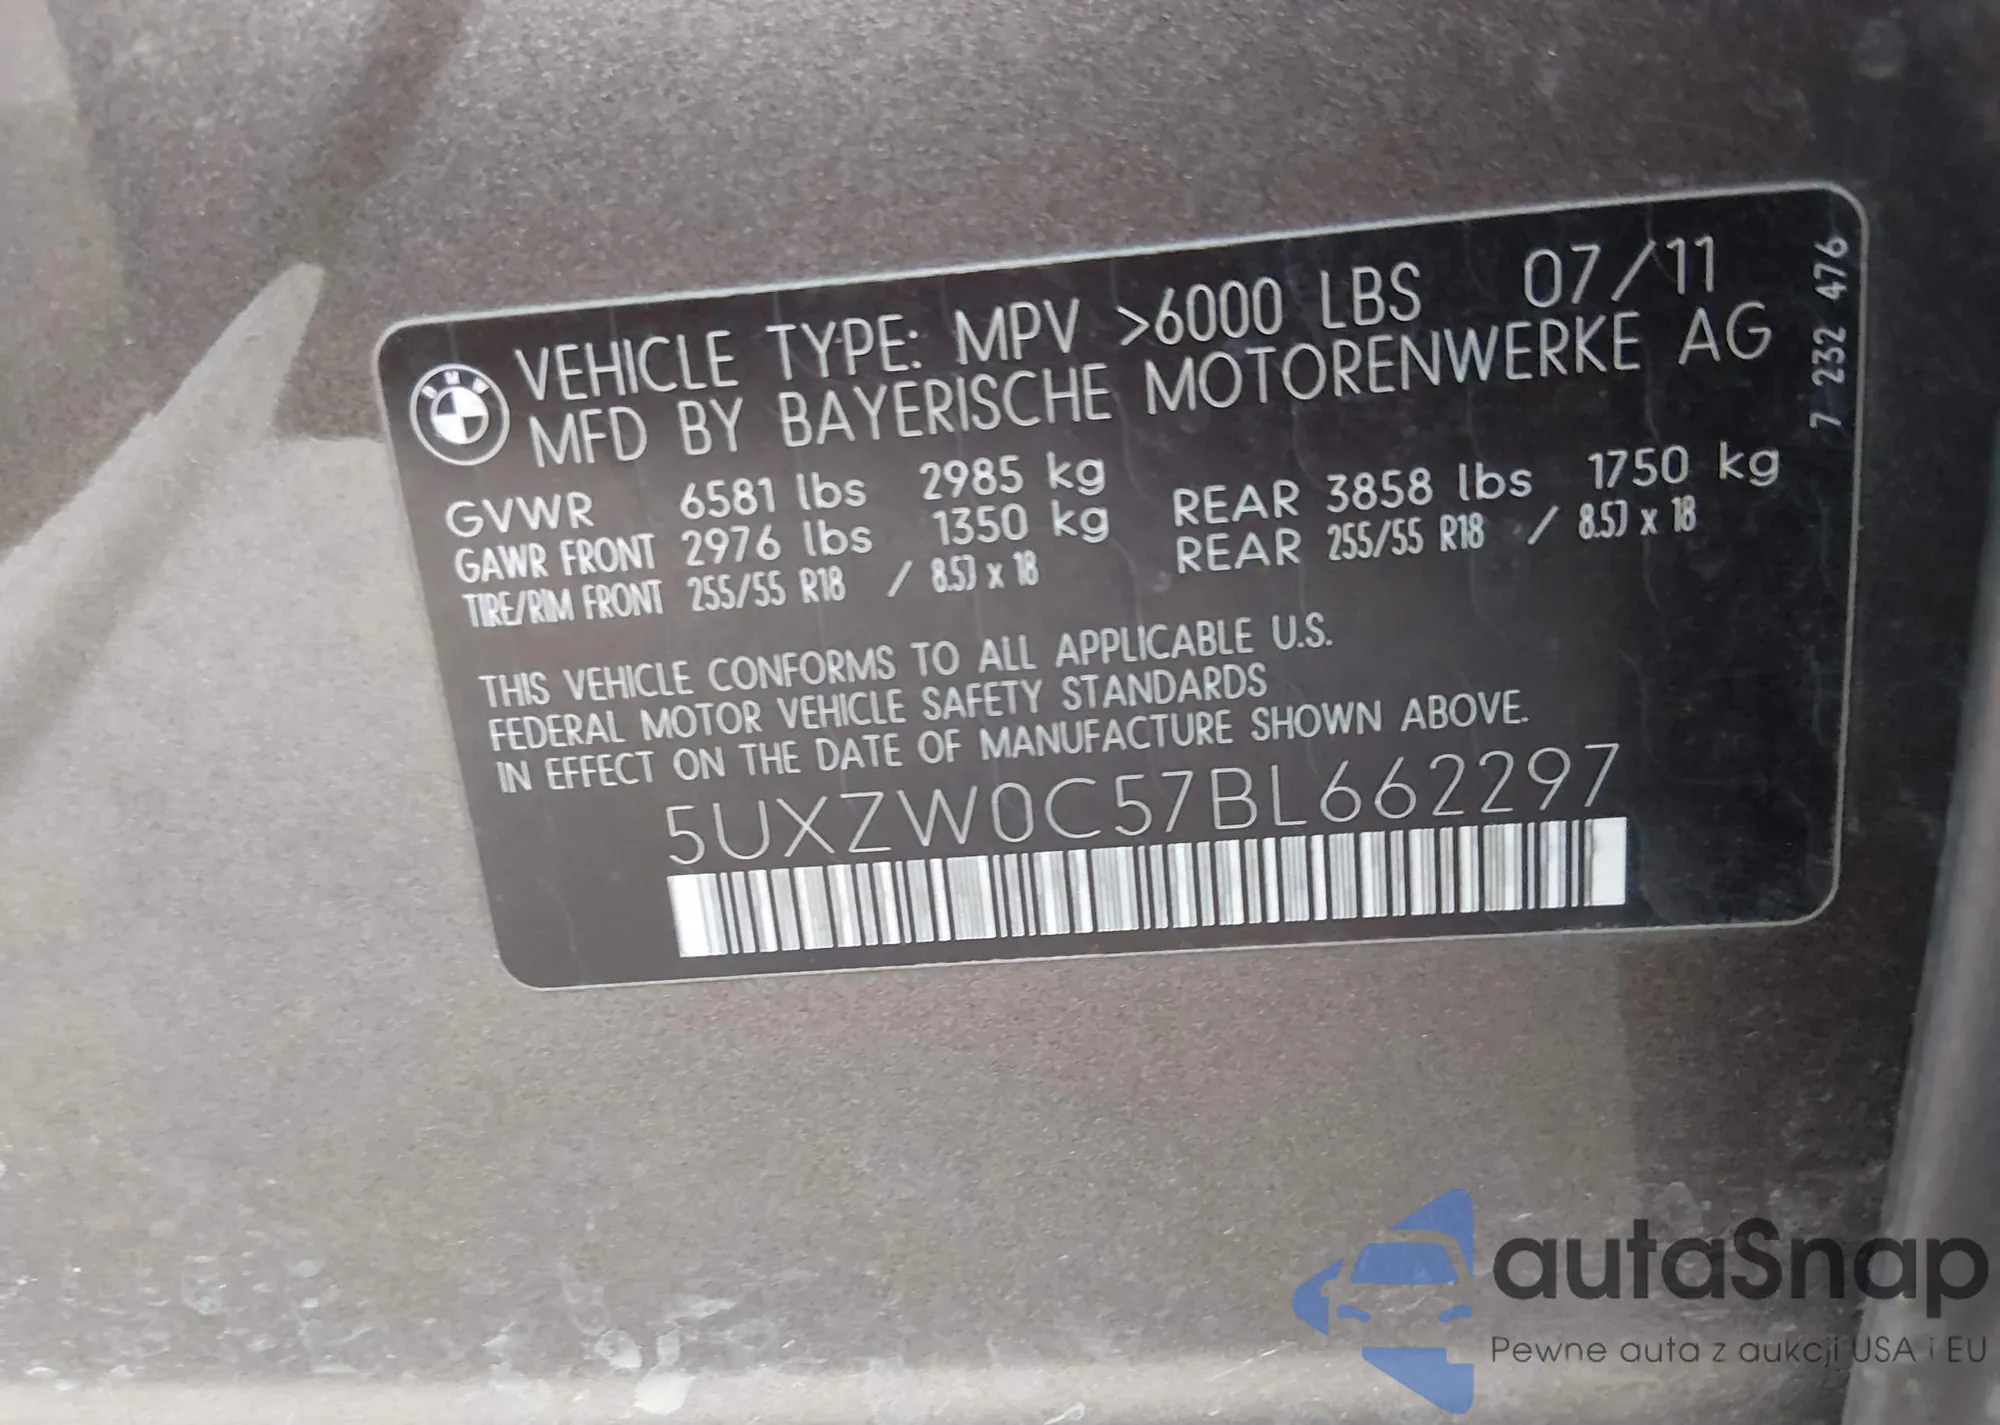 BMW
VEHICLE TYPE: MPV >6000 LBS 07/11
MFD BY BAYERISCHE MOTORENWERKE AG
7 232 476
GVWR 6581 lbs 2985 kg
GAWR FRONT 2976 lbs 1350 kg REAR 3858 lbs 1750 kg
TIRE/RIM FRONT 255/55 R18 / 8.5J x 18 REAR 255/55 R18 / 8.5J x 18
THIS VEHICLE CONFORMS TO ALL APPLICABLE U.S.
FEDERAL MOTOR VEHICLE SAFETY STANDARDS
IN EFFECT ON THE DATE OF MANUFACTURE SHOWN ABOVE.
5UXZW0C57BL662297
autaSnap
Pewne auta z aukcji USA i EU